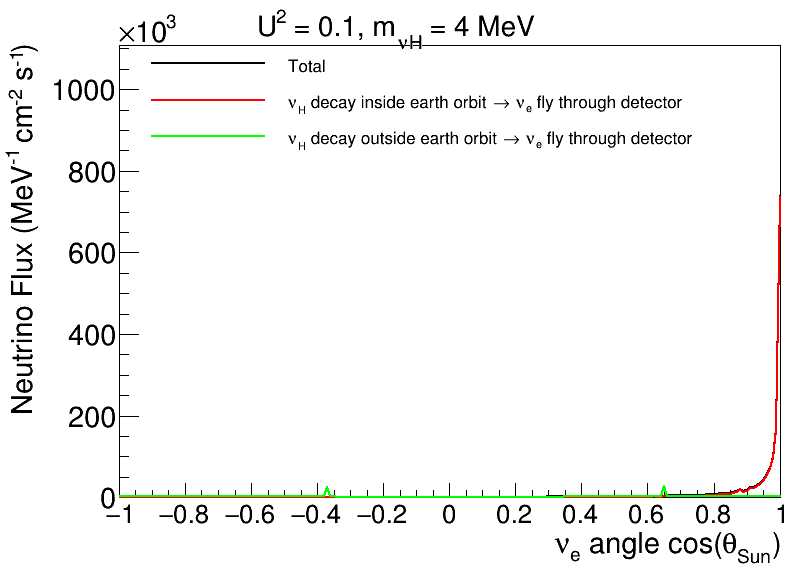 U² = 0.1, m_νH = 4 MeV
×10³
Total
ν_H decay inside earth orbit → ν_e fly through detector
ν_H decay outside earth orbit → ν_e fly through detector
Neutrino Flux (MeV⁻¹ cm⁻² s⁻¹)
1000
800
600
400
200
0
−1 −0.8 −0.6 −0.4 −0.2 0 0.2 0.4 0.6 0.8 1
ν_e angle cos(θ_Sun)